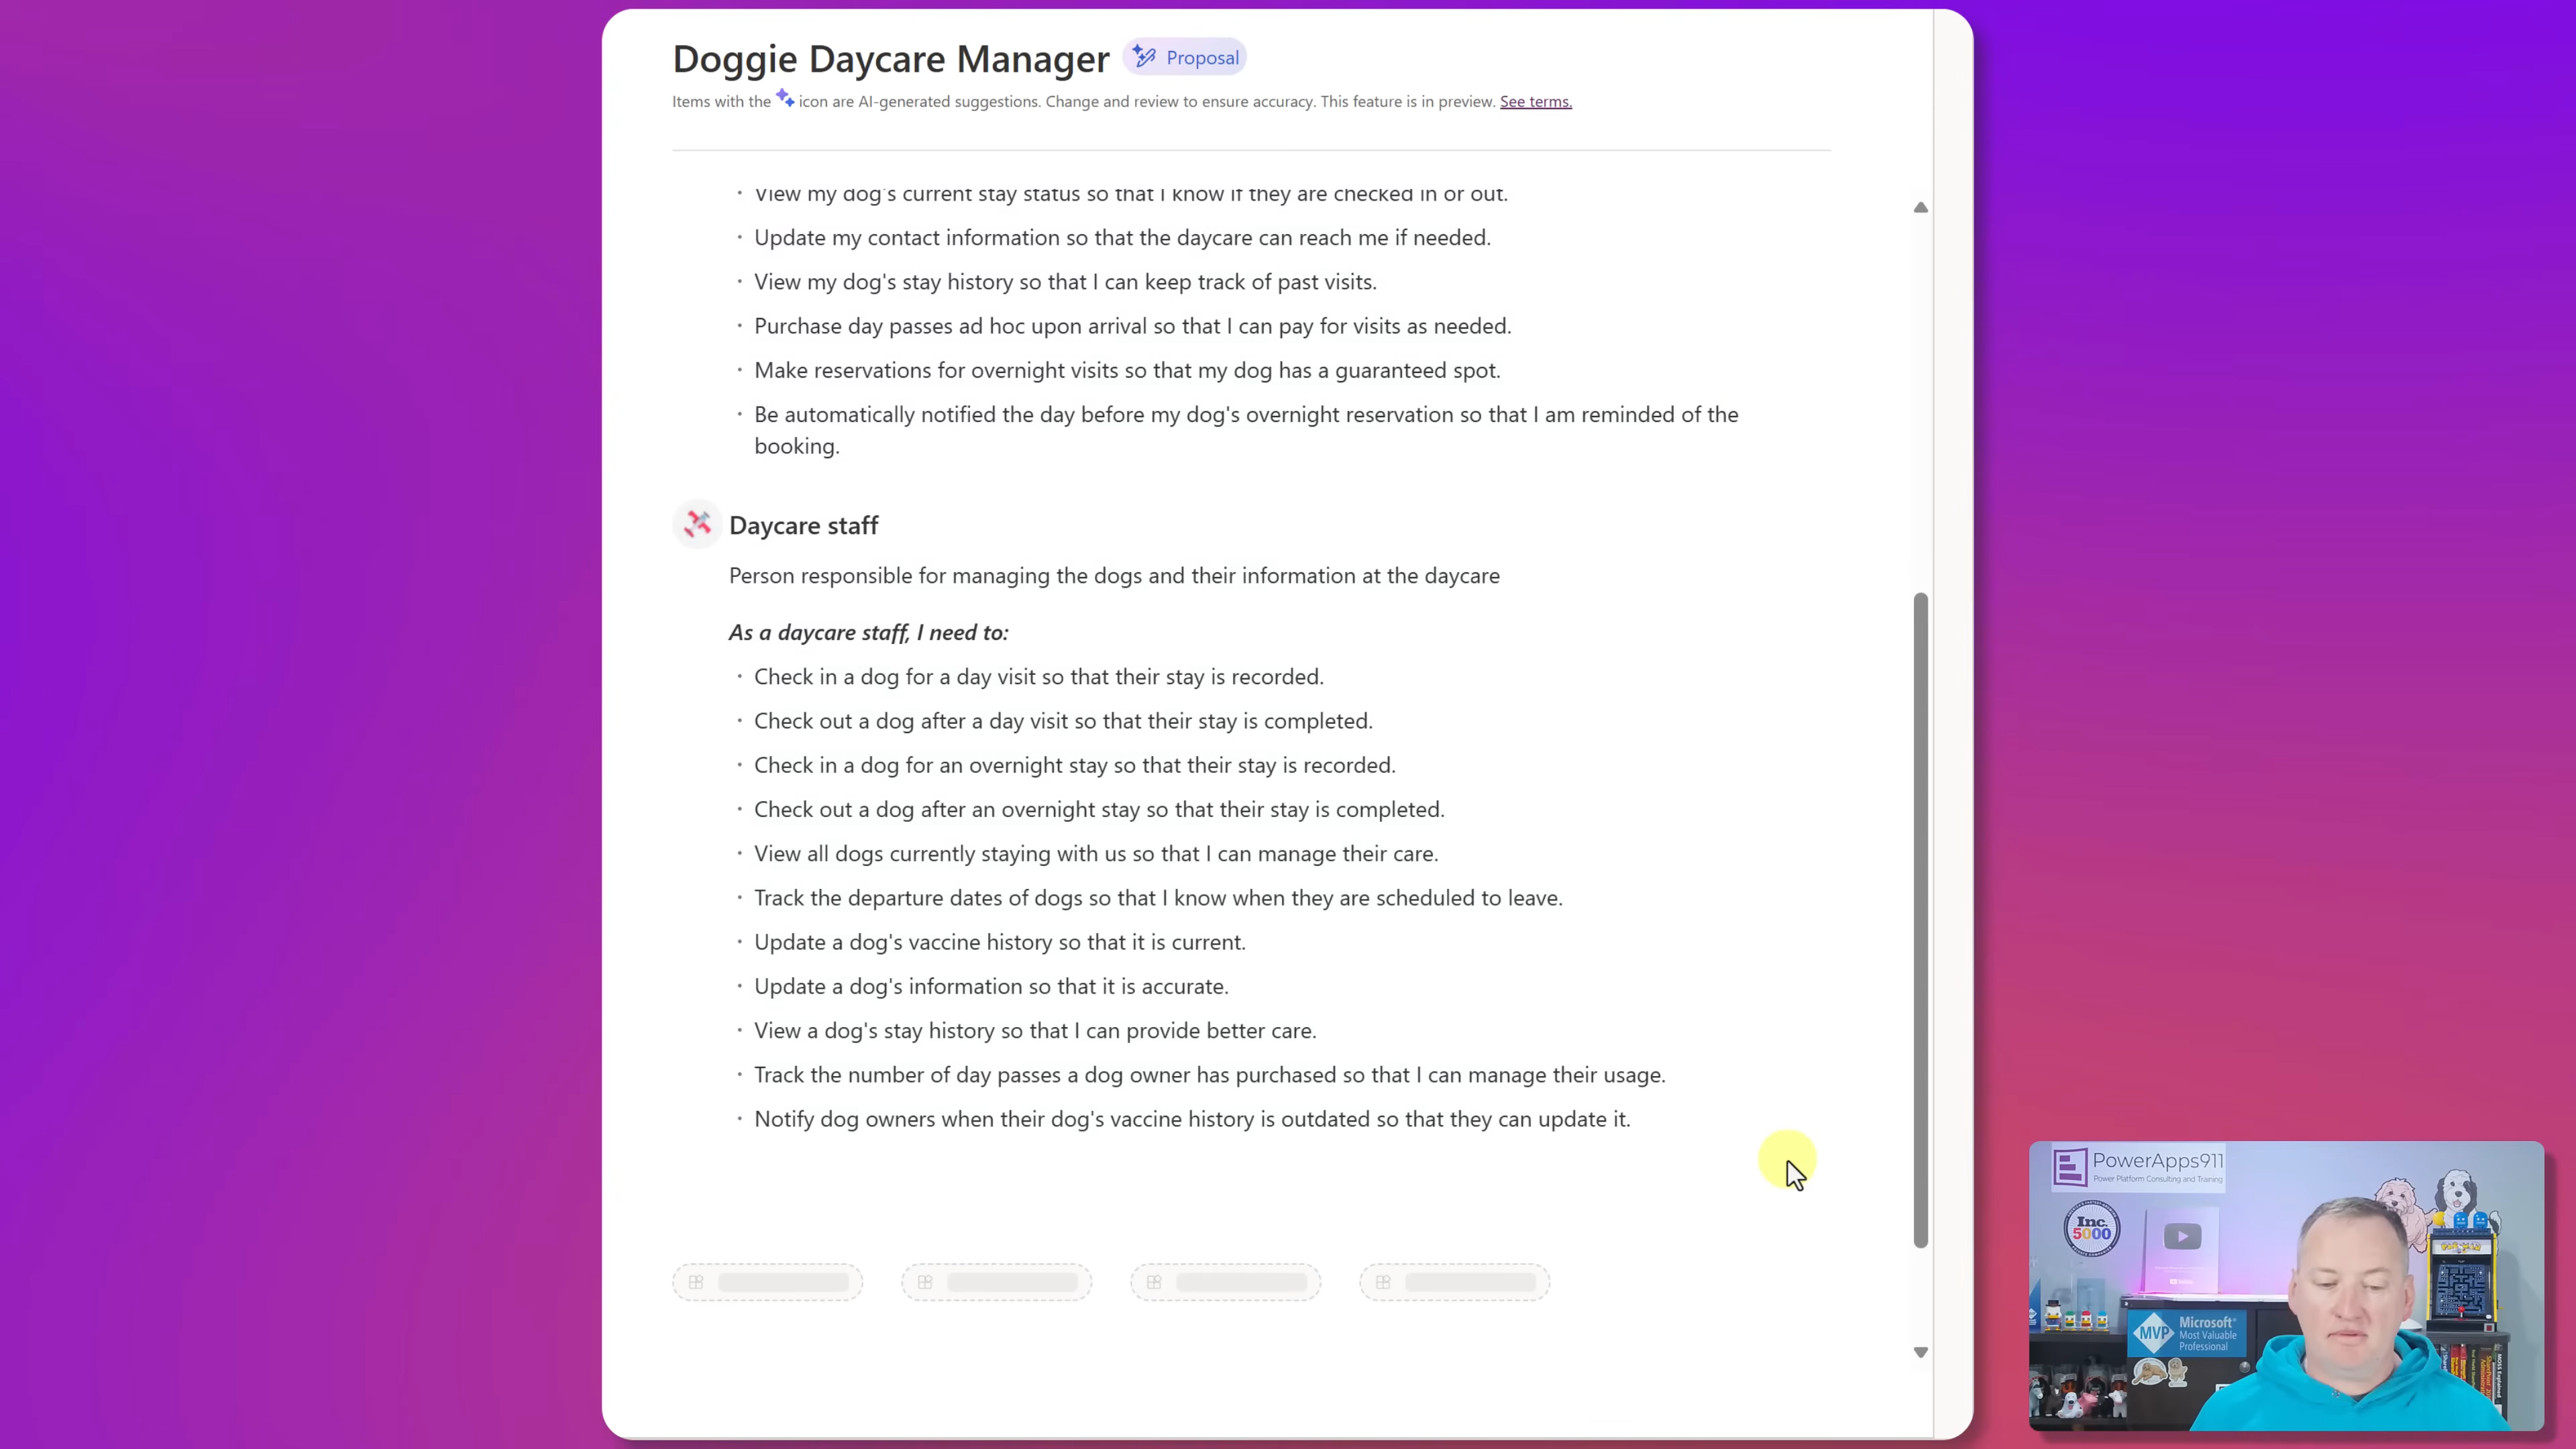 Doggie Daycare Manager
Proposal
Items with the icon are AI-generated suggestions. Change and review to ensure accuracy. This feature is in preview. See terms.
· View my dog's current stay status so that I know if they are checked in or out.
· Update my contact information so that the daycare can reach me if needed.
· View my dog's stay history so that I can keep track of past visits.
· Purchase day passes ad hoc upon arrival so that I can pay for visits as needed.
· Make reservations for overnight visits so that my dog has a guaranteed spot.
· Be automatically notified the day before my dog's overnight reservation so that I am reminded of the
booking.
Daycare staff
Person responsible for managing the dogs and their information at the daycare
As a daycare staff, I need to:
· Check in a dog for a day visit so that their stay is recorded.
· Check out a dog after a day visit so that their stay is completed.
· Check in a dog for an overnight stay so that their stay is recorded.
· Check out a dog after an overnight stay so that their stay is completed.
· View all dogs currently staying with us so that I can manage their care.
· Track the departure dates of dogs so that I know when they are scheduled to leave.
· Update a dog's vaccine history so that it is current.
· Update a dog's information so that it is accurate.
· View a dog's stay history so that I can provide better care.
· Track the number of day passes a dog owner has purchased so that I can manage their usage.
· Notify dog owners when their dog's vaccine history is outdated so that they can update it.
PowerApps911
Power Platform Consulting and Training
Inc.
5000
MVP
Microsoft
Most Valuable
Professional